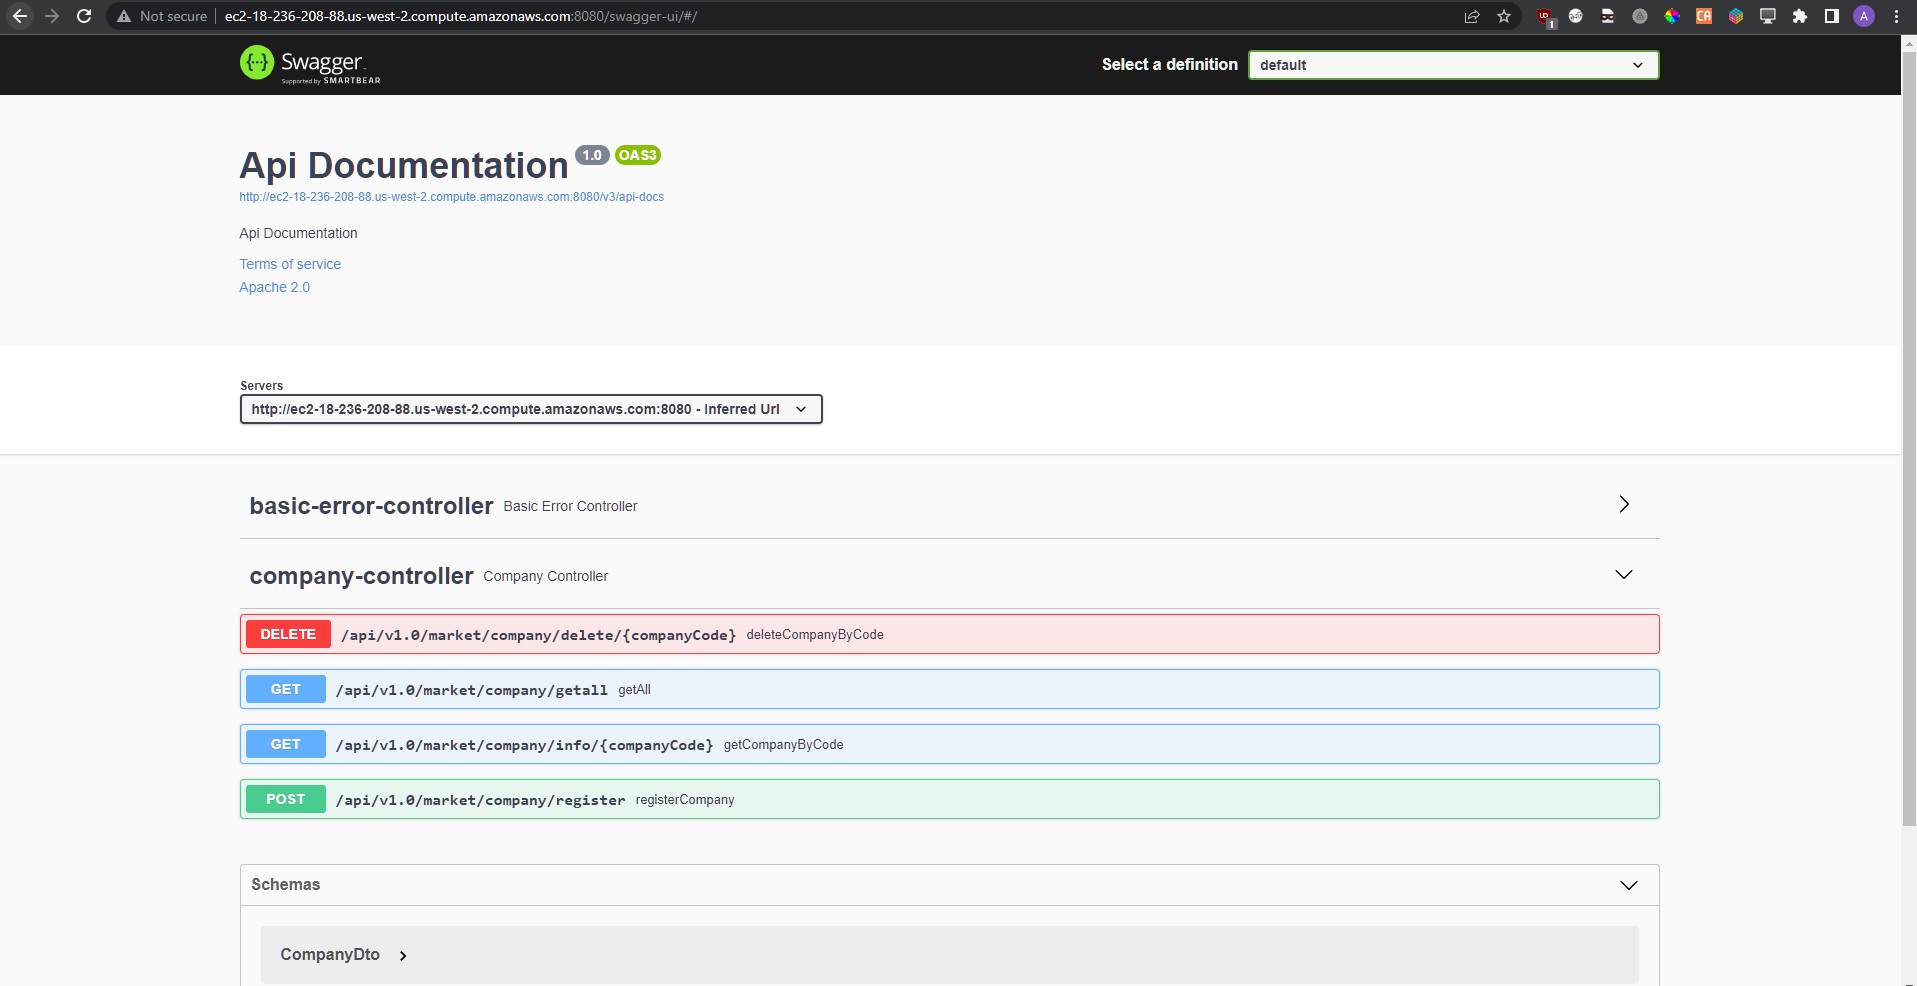 Not secure | ec2-18-236-208-88.us-west-2.compute.amazonaws.com:8080/swagger-ui/#/
UD
1
CA
A
{···} Swagger
Supported by SMARTBEAR
Select a definition
default
Api Documentation 1.0 OAS3
http://ec2-18-236-208-88.us-west-2.compute.amazonaws.com:8080/v3/api-docs
Api Documentation
Terms of service
Apache 2.0
Servers
http://ec2-18-236-208-88.us-west-2.compute.amazonaws.com:8080 - Inferred Url
basic-error-controller Basic Error Controller
company-controller Company Controller
DELETE /api/v1.0/market/company/delete/{companyCode} deleteCompanyByCode
GET /api/v1.0/market/company/getall getAll
GET /api/v1.0/market/company/info/{companyCode} getCompanyByCode
POST /api/v1.0/market/company/register registerCompany
Schemas
CompanyDto